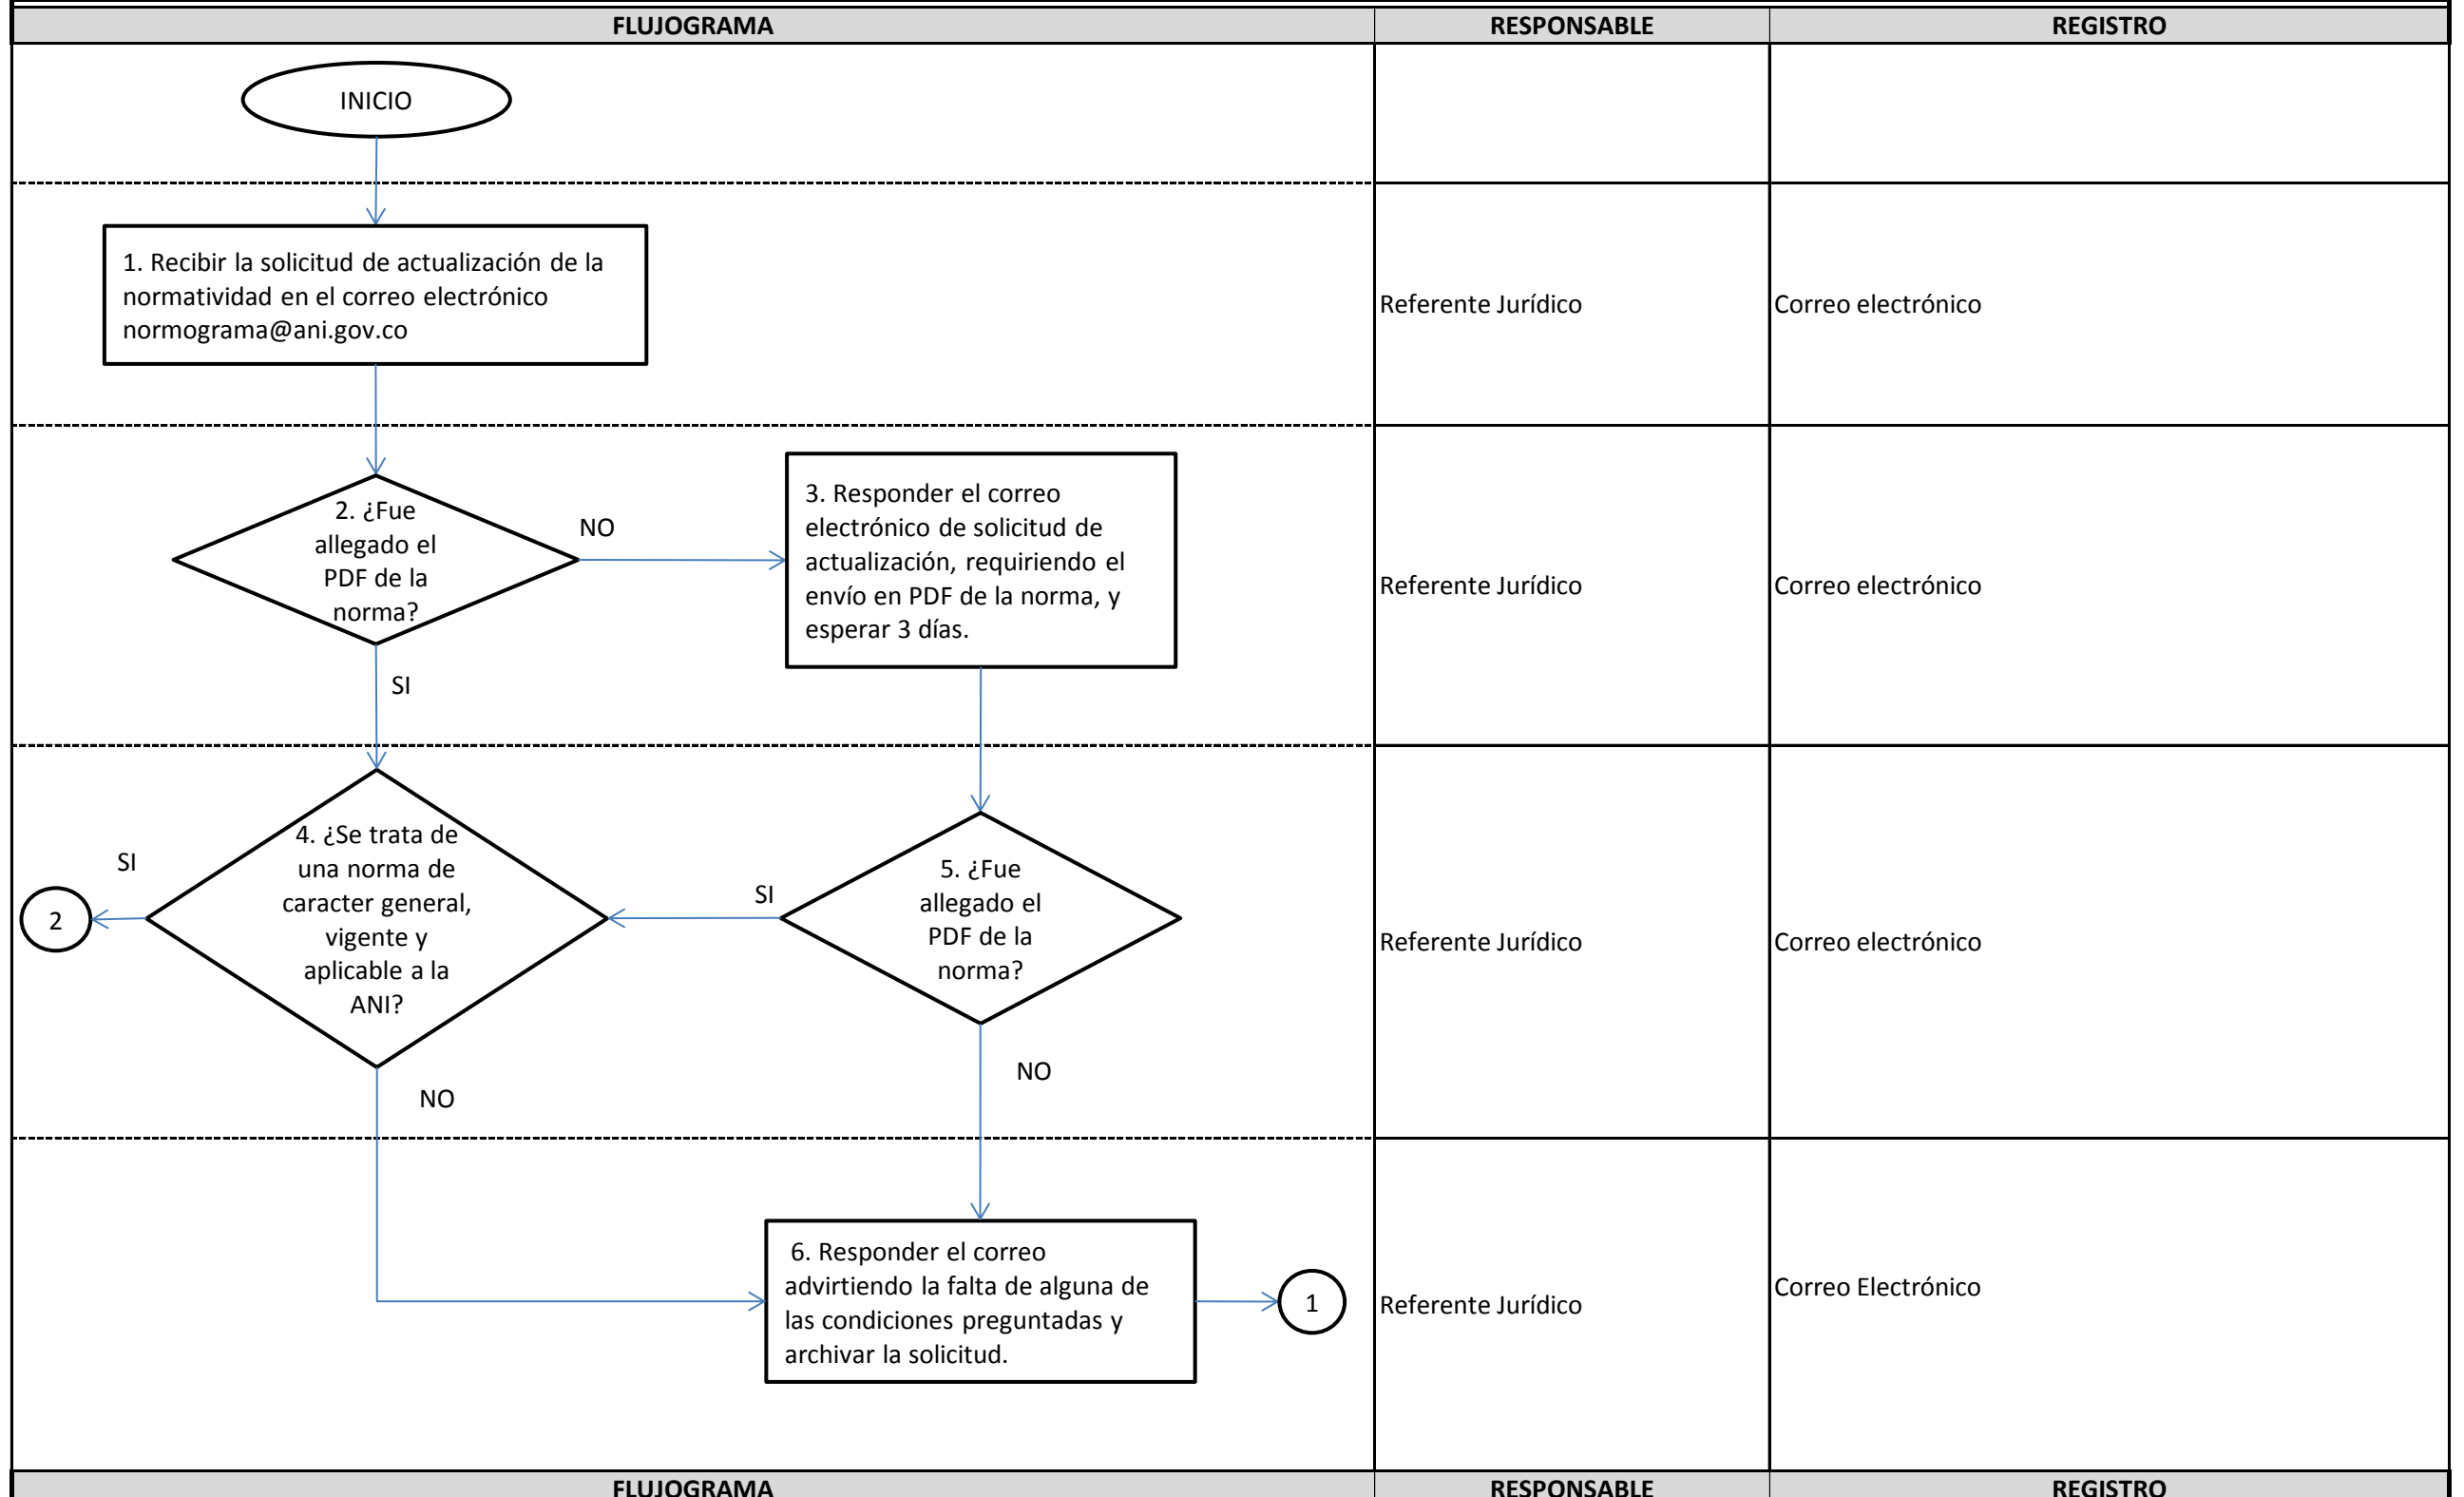 FLUJOGRAMA
RESPONSABLE
REGISTRO
INICIO
1. Recibir la solicitud de actualización de la
normatividad en el correo electrónico
normograma@ani.gov.co
Referente Jurídico
Correo electrónico
2. ¿Fue
allegado el
PDF de la
norma?
NO
SI
3. Responder el correo
electrónico de solicitud de
actualización, requiriendo el
envío en PDF de la norma, y
esperar 3 días.
Referente Jurídico
Correo electrónico
SI
2
4. ¿Se trata de
una norma de
caracter general,
vigente y
aplicable a la
ANI?
NO
SI
5. ¿Fue
allegado el
PDF de la
norma?
NO
Referente Jurídico
Correo electrónico
6. Responder el correo
advirtiendo la falta de alguna de
las condiciones preguntadas y
archivar la solicitud.
1
Referente Jurídico
Correo Electrónico
FLUJOGRAMA
RESPONSABLE
REGISTRO